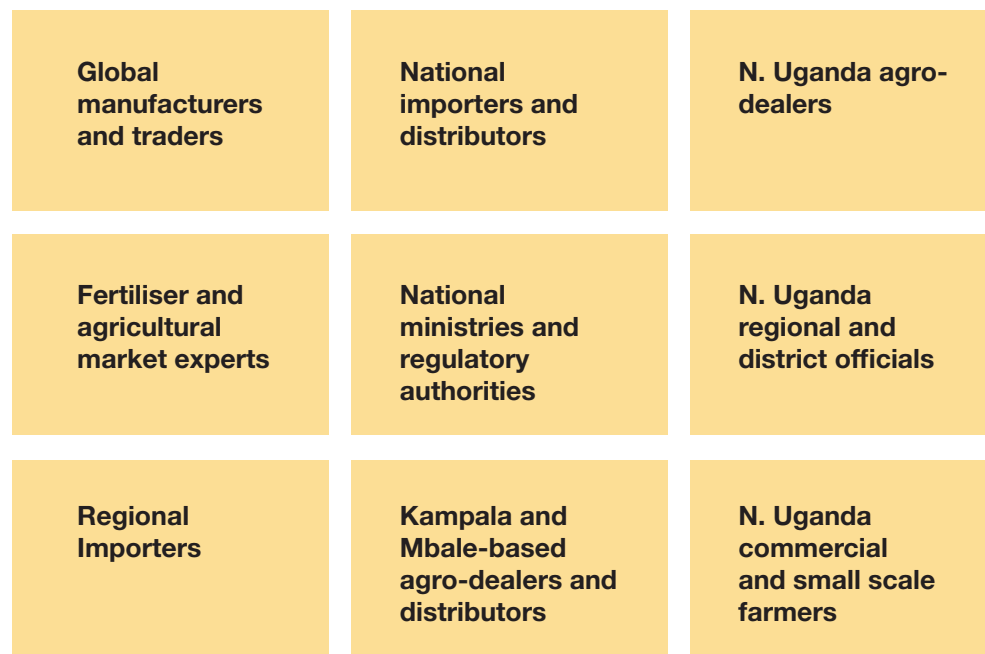 Global
manufacturers
and traders
National
importers and
distributors
N. Uganda agro-
dealers
Fertiliser and
agricultural
market experts
National
ministries and
regulatory
authorities
N. Uganda
regional and
district officials
Regional
Importers
Kampala and
Mbale-based
agro-dealers and
distributors
N. Uganda
commercial
and small scale
farmers